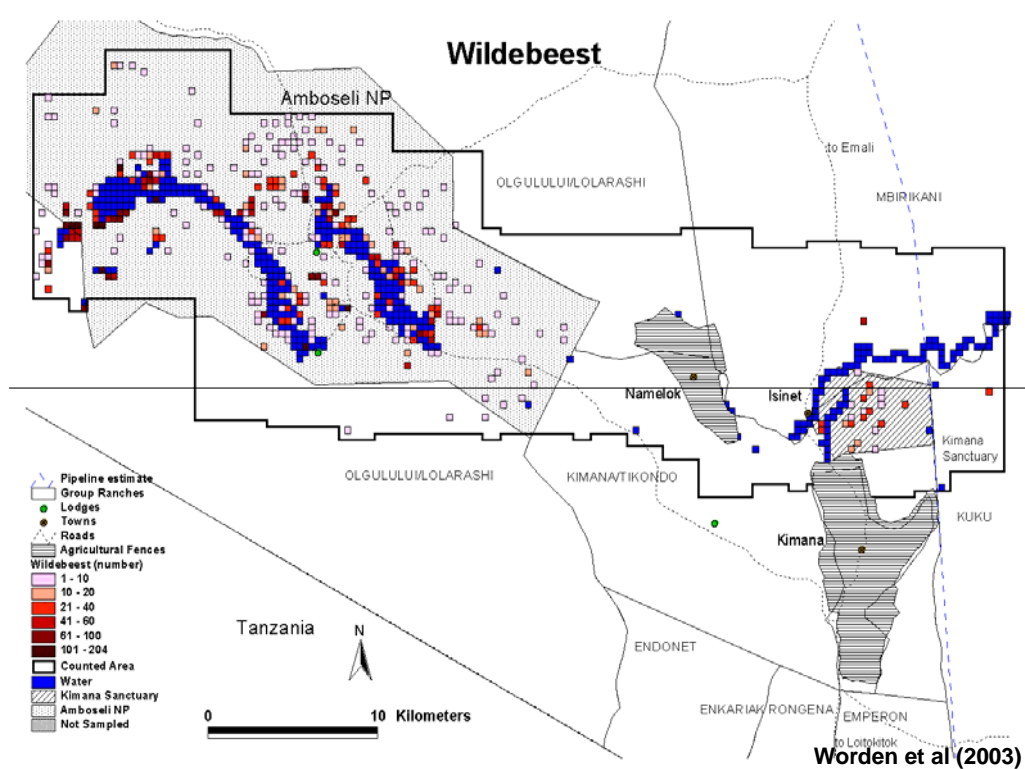 Wildebeest
Amboseli NP
to Emali
OLGULULUI/LOLARASHI
MBIRIKANI
Namelok
Isinet
Kimana
Sanctuary
OLGULULUI/LOLARASHI
KIMANA/TIKONDO
KUKU
Kimana
Pipeline estimate
Group Ranches
Lodges
Towns
Roads
Agricultural Fences
Wildebeest (number)
1 - 10
10 - 20
21 - 40
41 - 60
61 - 100
101 - 204
Counted Area
Water
Kimana Sanctuary
Amboseli NP
Not Sampled
Tanzania
N
0 10 Kilometers
ENDONET
ENKARIAK RONGENA
EMPERON
to Loitokitok
Worden et al (2003)